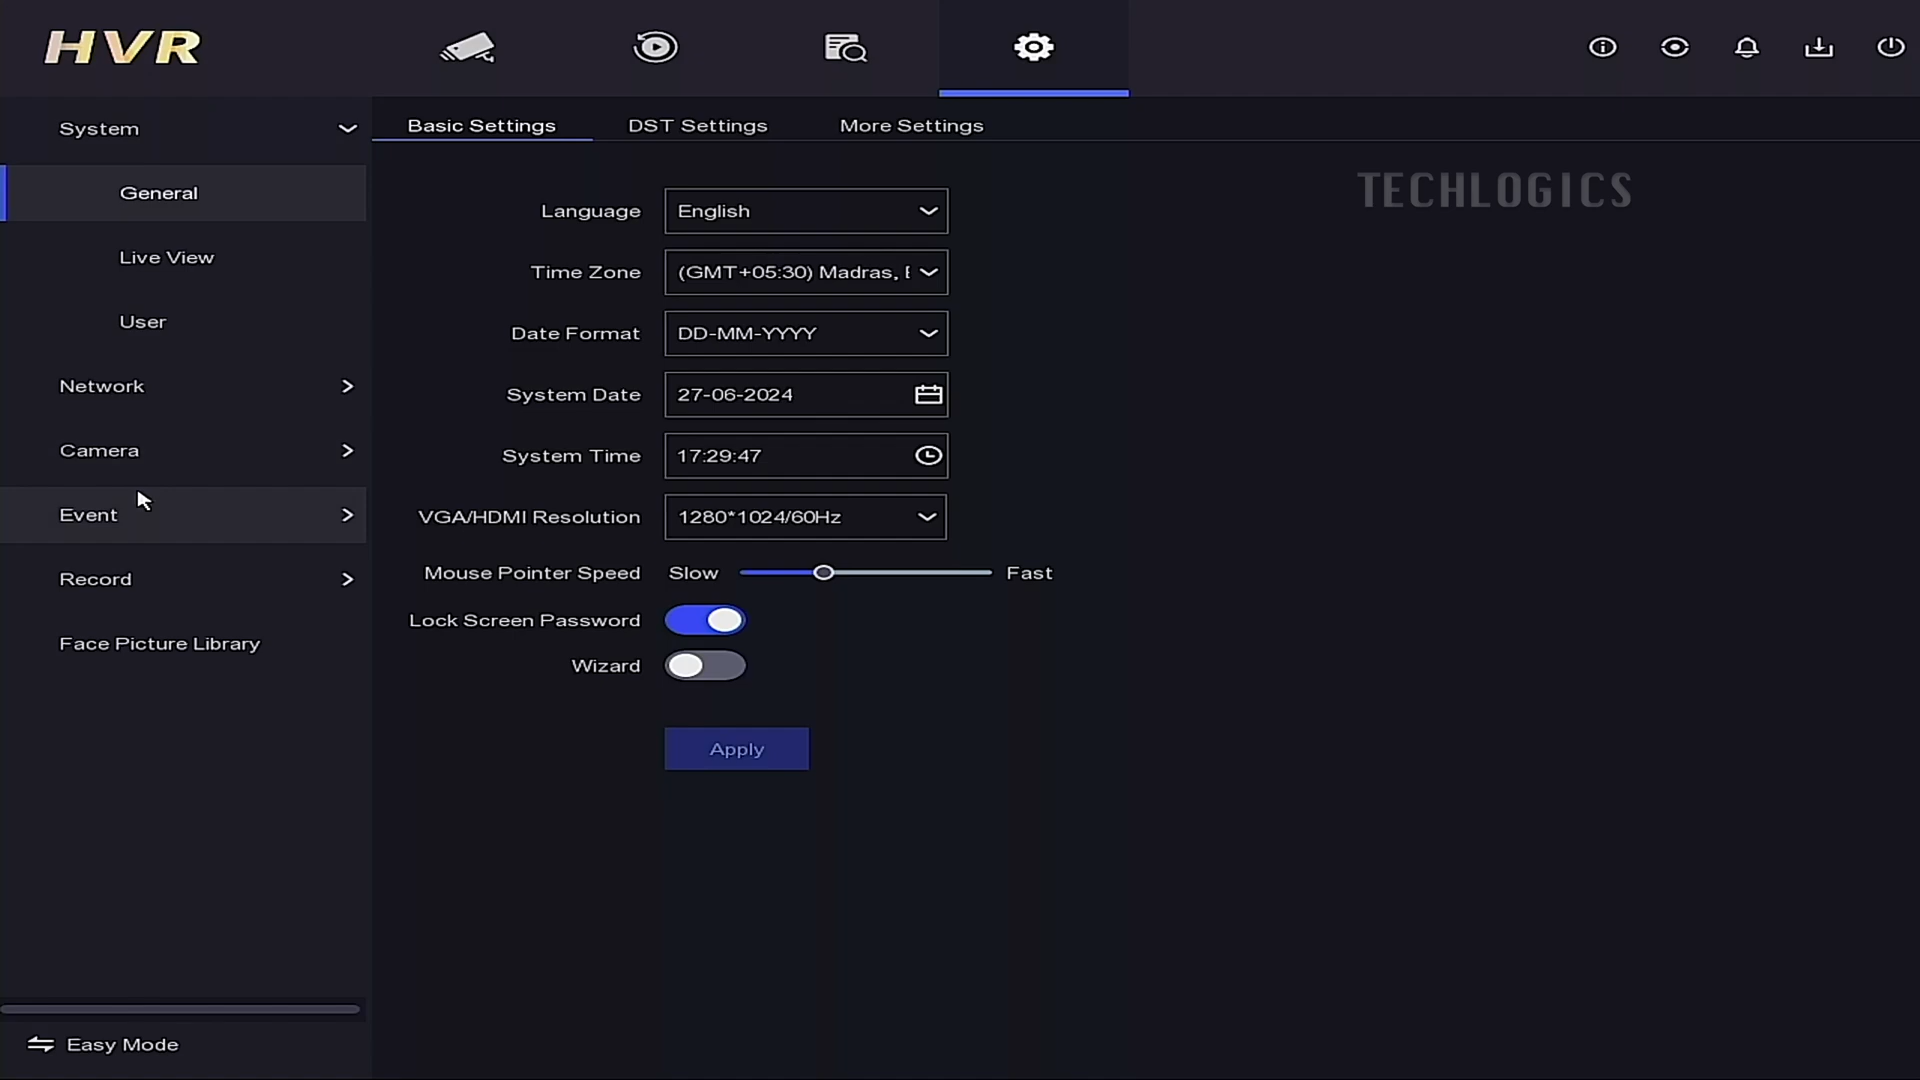 HVR
System
General
Live View
User
Network
Camera
Event
Record
Face Picture Library
Easy Mode
Basic Settings DST Settings More Settings
TECHLOGICS
Language English
Time Zone (GMT+05:30) Madras,
Date Format DD-MM-YYYY
System Date 27-06-2024
System Time 17:29:47
VGA/HDMI Resolution 1280*1024/60Hz
Mouse Pointer Speed Slow Fast
Lock Screen Password
Wizard
Apply